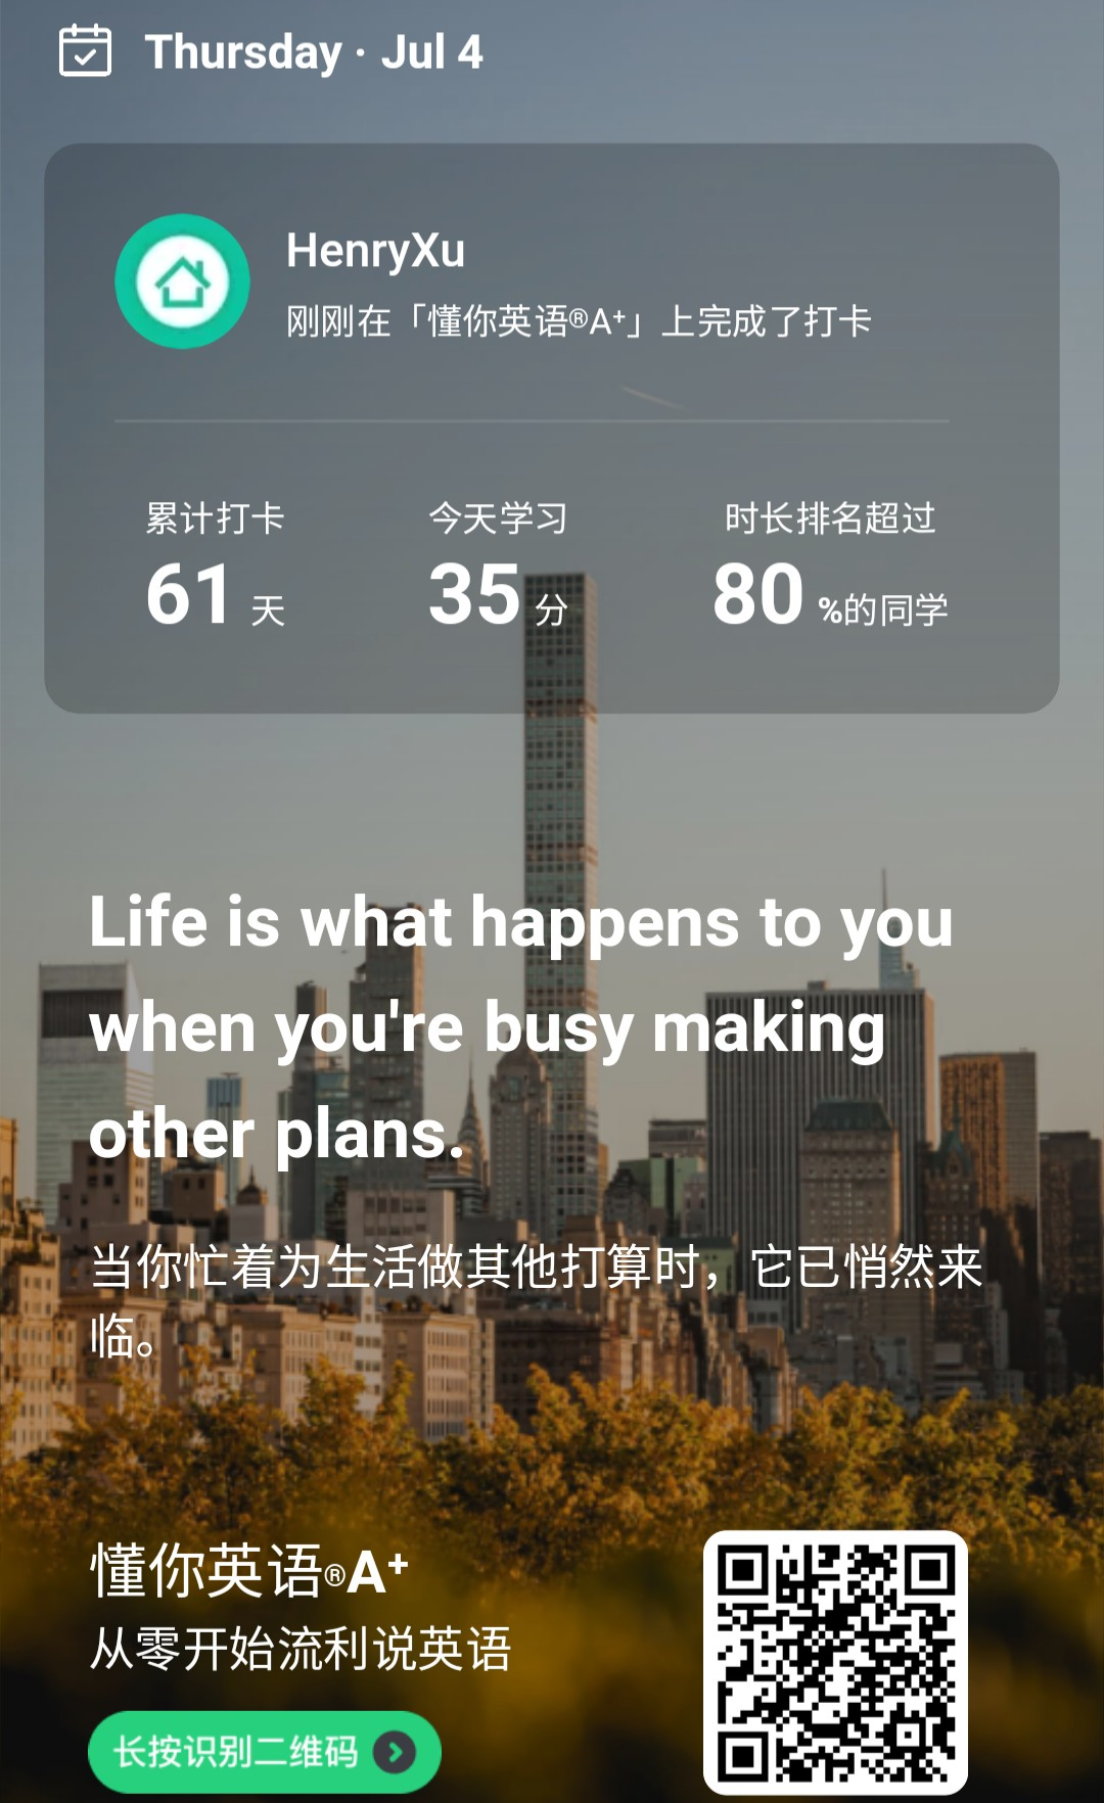 Thursday · Jul 4
HenryXu
刚刚在「懂你英语®A⁺」上完成了打卡
累计打卡
今天学习
时长排名超过
61 天
35 分
80 %的同学
Life is what happens to you
when you're busy making
other plans.
当你忙着为生活做其他打算时，它已悄然来
临。
懂你英语®A⁺
从零开始流利说英语
长按识别二维码